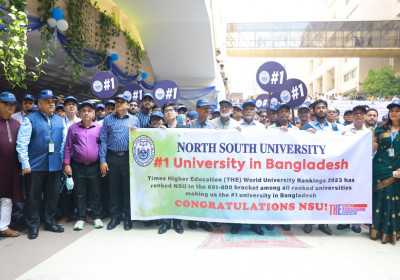 #1
#1
#1
#1
NORTH SOUTH UNIVERSITY
#1 University in Bangladesh
Times Higher Education (THE) World University Rankings 2023 has
ranked NSU in the 601-800 bracket among all ranked universities
making us the #1 university in Bangladesh
CONGRATULATIONS NSU!
THE